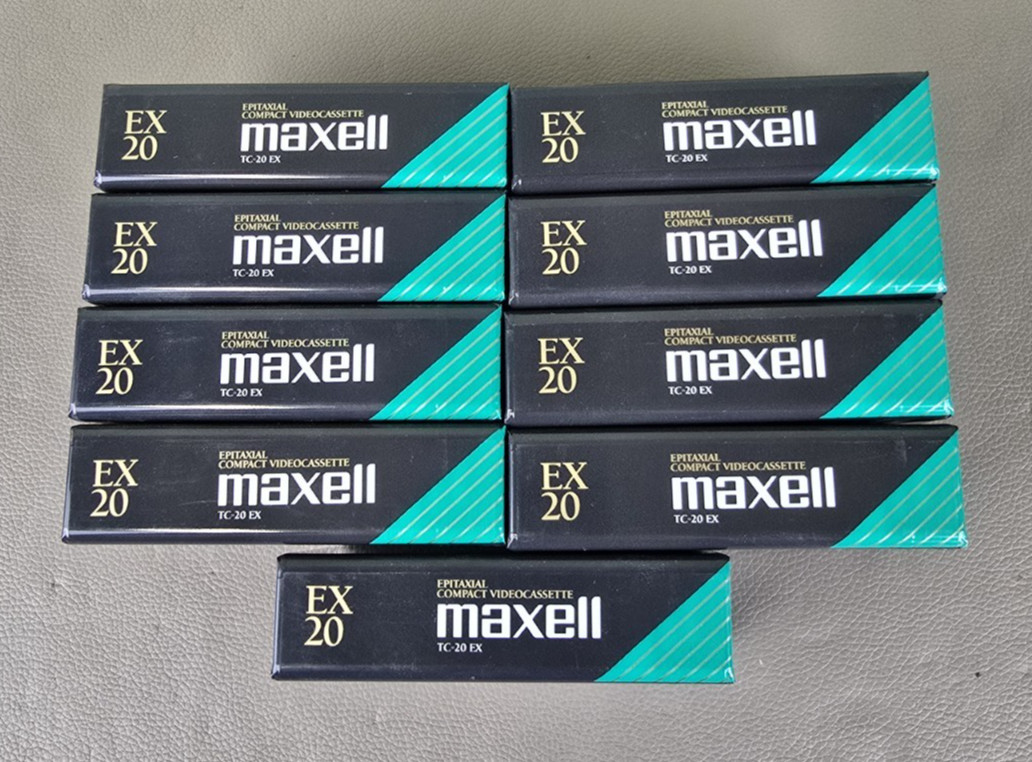 EX
20
EPITAXIAL
COMPACT VIDEOCASSETTE
maxell
TC-20 EX
EX
20
EPITAXIAL
COMPACT VIDEOCASSETTE
maxell
TC-20 EX
EX
20
EPITAXIAL
COMPACT VIDEOCASSETTE
maxell
TC-20 EX
EX
20
EPITAXIAL
COMPACT VIDEOCASSETTE
maxell
TC-20 EX
EX
20
EPITAXIAL
COMPACT VIDEOCASSETTE
maxell
TC-20 EX
EX
20
EPITAXIAL
COMPACT VIDEOCASSETTE
maxell
TC-20 EX
EX
20
EPITAXIAL
COMPACT VIDEOCASSETTE
maxell
TC-20 EX
EX
20
EPITAXIAL
COMPACT VIDEOCASSETTE
maxell
TC-20 EX
EX
20
EPITAXIAL
COMPACT VIDEOCASSETTE
maxell
TC-20 EX